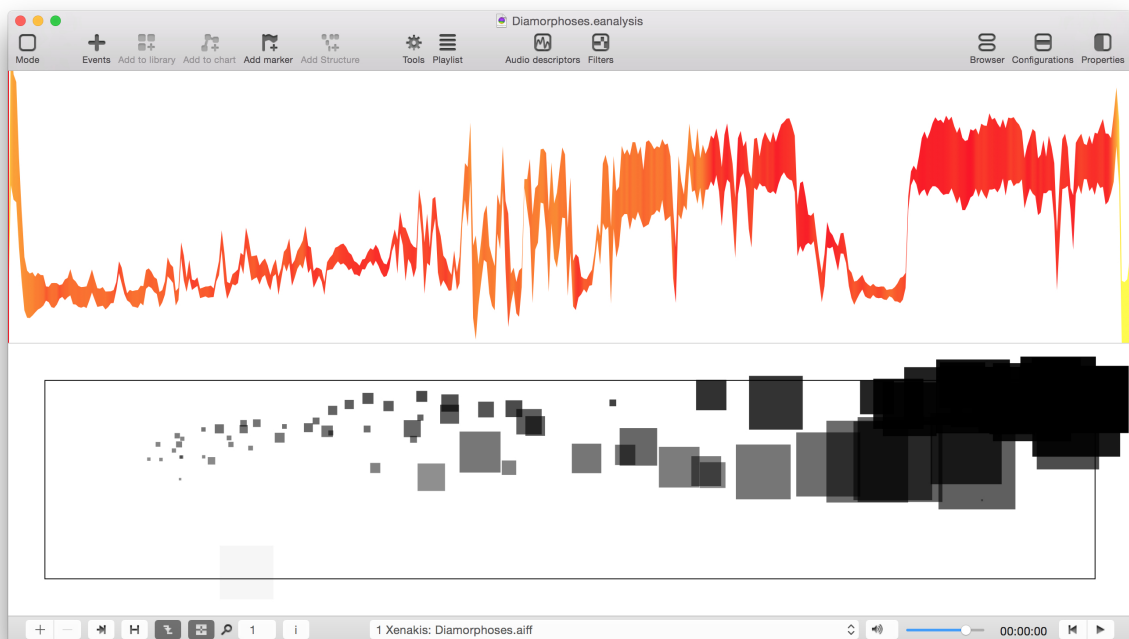 Diamorphoses.eanalysis
Mode Events Add to library Add to chart Add marker Add Structure Tools Playlist Audio descriptors Filters Browser Configurations Properties
1 i 1 Xenakis: Diamorphoses.aiff 00:00:00